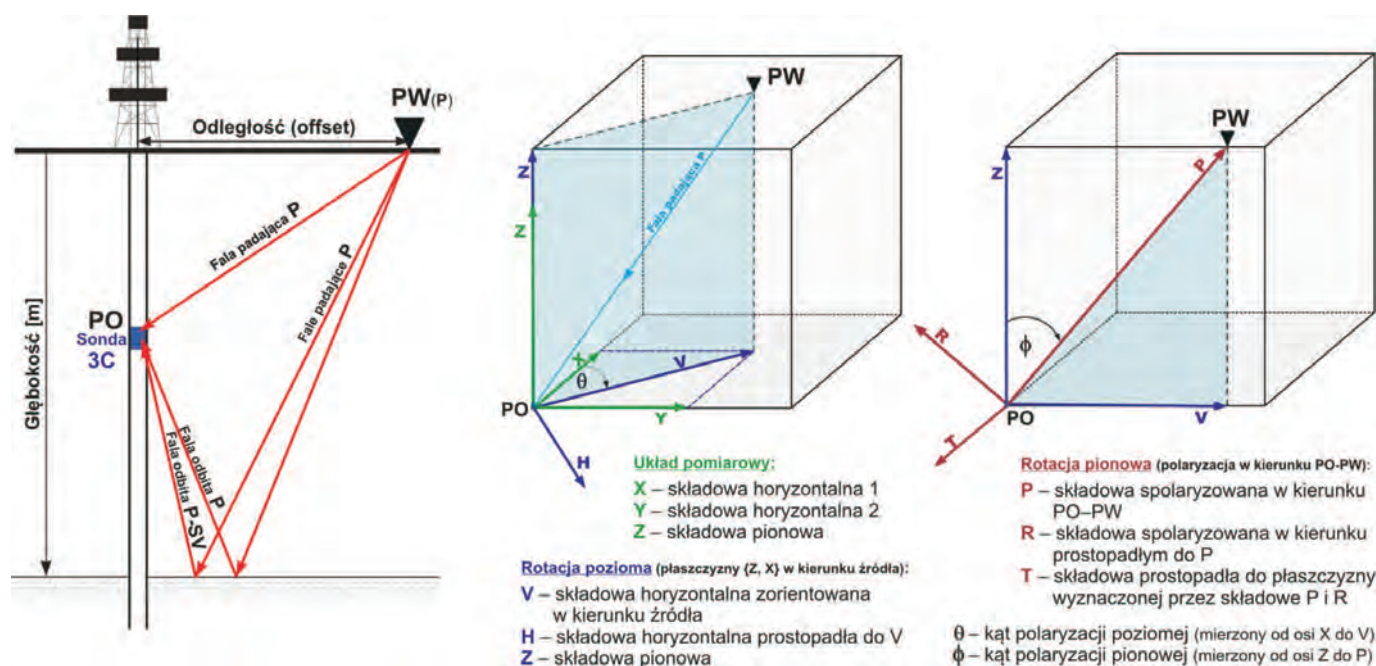 PW(P)
Odległość (offset)
Fala padająca P
Fale padające P
PO
Sonda
3C
Głębokość [m]
Fala odbita P
Fala odbita P-SV
PW
Z
Z
Fala padająca P
X
θ
V
PO
Y
H
Układ pomiarowy:
X – składowa horyzontalna 1
Y – składowa horyzontalna 2
Z – składowa pionowa
Rotacja pozioma (płaszczyzny {Z, X} w kierunku źródła):
V – składowa horyzontalna zorientowana
w kierunku źródła
H – składowa horyzontalna prostopadła do V
Z – składowa pionowa
PW
P
Z
R
ϕ
PO
V
T
Rotacja pionowa (polaryzacja w kierunku PO-PW):
P – składowa spolaryzowana w kierunku
PO–PW
R – składowa spolaryzowana w kierunku
prostopadłym do P
T – składowa prostopadła do płaszczyzny
wyznaczonej przez składowe P i R
θ – kąt polaryzacji poziomej (mierzony od osi X do V)
ϕ – kąt polaryzacji pionowej (mierzony od osi Z do P)